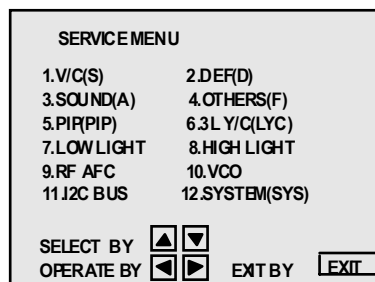 SERVICE MENU
1.V/C(S) 2.DEF(D)
3.SOUND(A) 4.OTHERS(F)
5.PIP(PIP) 6.3L Y/C(LYC)
7.LOW LIGHT 8.HIGH LIGHT
9.RF AFC 10.VCO
11.I2C BUS 12.SYSTEM(SYS)
SELECT BY ▲ ▼
OPERATE BY ◀ ▶ EXIT BY EXIT